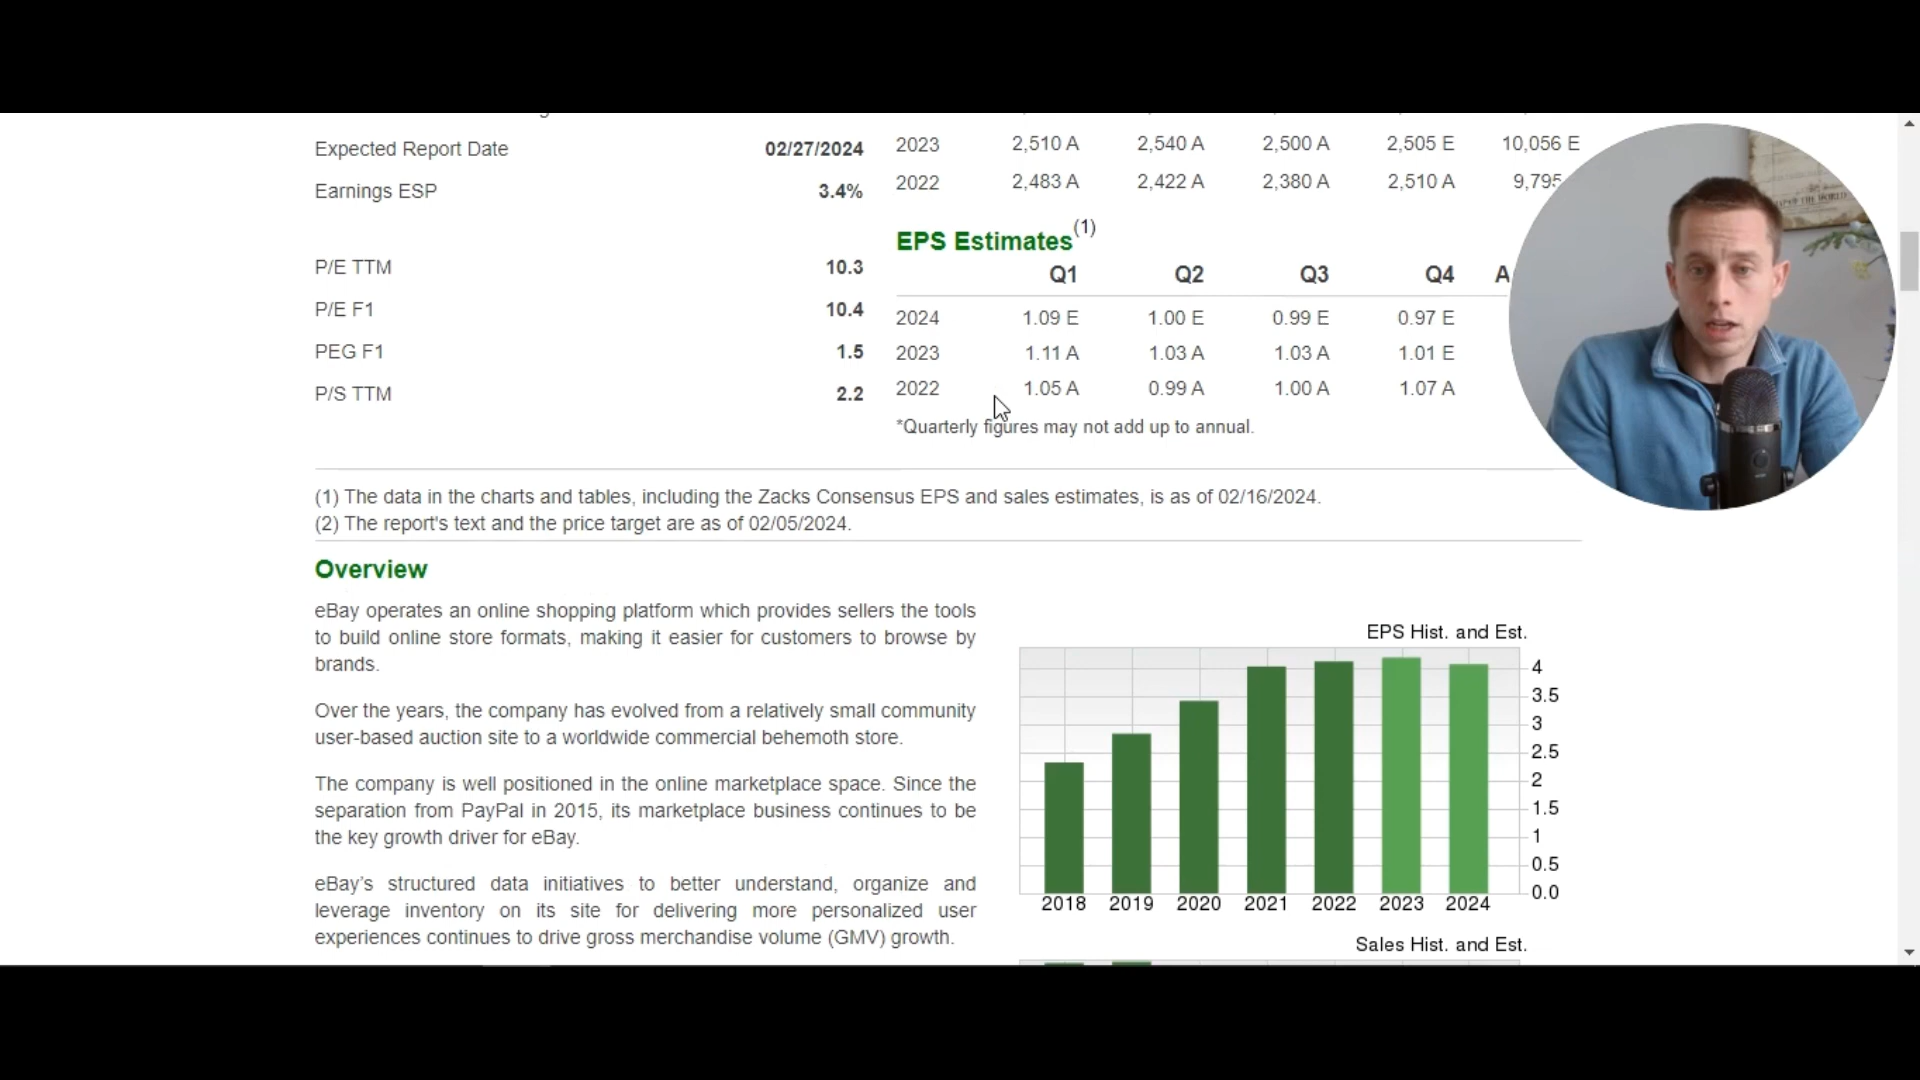 Expected Report Date 02/27/2024
Earnings ESP 3.4%
P/E TTM 10.3
P/E F1 10.4
PEG F1 1.5
P/S TTM 2.2
2023 2,510 A 2,540 A 2,500 A 2,505 E 10,056 E
2022 2,483 A 2,422 A 2,380 A 2,510 A 9,795
EPS Estimates(1)
Q1 Q2 Q3 Q4 A
2024 1.09 E 1.00 E 0.99 E 0.97 E
2023 1.11 A 1.03 A 1.03 A 1.01 E
2022 1.05 A 0.99 A 1.00 A 1.07 A
*Quarterly figures may not add up to annual.
(1) The data in the charts and tables, including the Zacks Consensus EPS and sales estimates, is as of 02/16/2024.
(2) The report's text and the price target are as of 02/05/2024.
Overview
eBay operates an online shopping platform which provides sellers the tools
to build online store formats, making it easier for customers to browse by
brands.
Over the years, the company has evolved from a relatively small community
user-based auction site to a worldwide commercial behemoth store.
The company is well positioned in the online marketplace space. Since the
separation from PayPal in 2015, its marketplace business continues to be
the key growth driver for eBay.
eBay’s structured data initiatives to better understand, organize and
leverage inventory on its site for delivering more personalized user
experiences continues to drive gross merchandise volume (GMV) growth.
EPS Hist. and Est.
4
3.5
3
2.5
2
1.5
1
0.5
0.0
2018 2019 2020 2021 2022 2023 2024
Sales Hist. and Est.